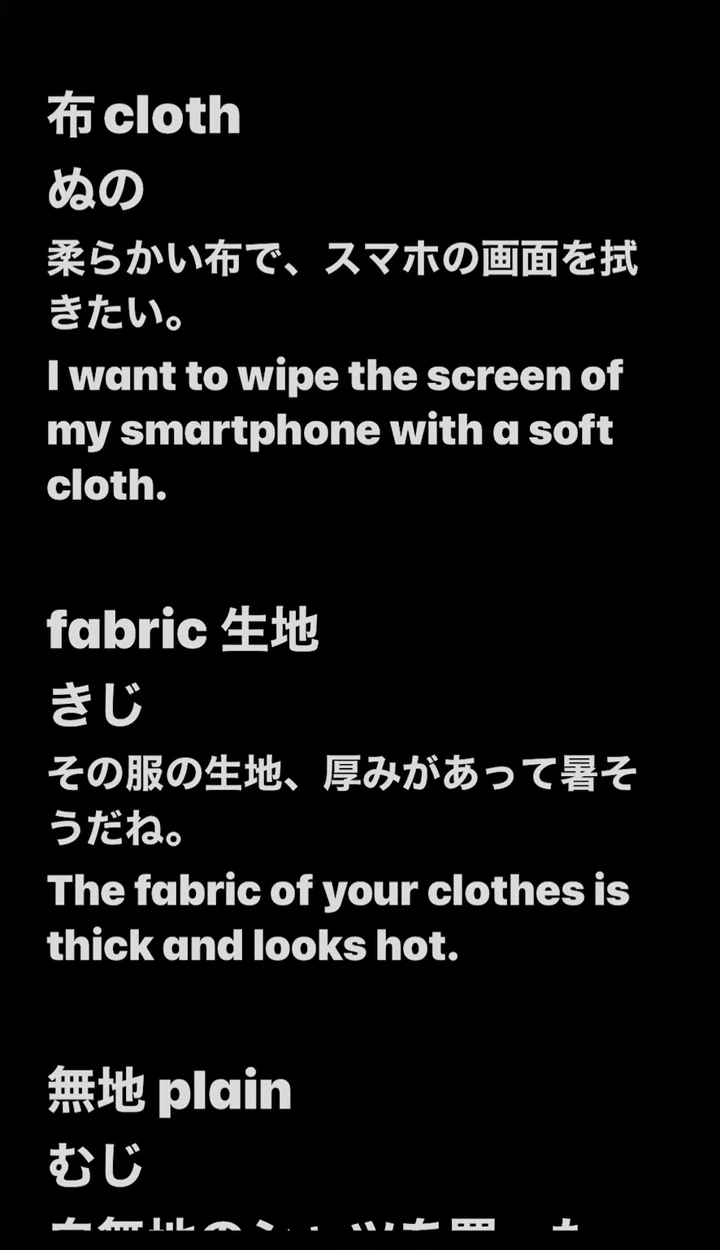 布 cloth
ぬの
柔らかい布で、スマホの画面を拭
きたい。
I want to wipe the screen of
my smartphone with a soft
cloth.
fabric 生地
きじ
その服の生地、厚みがあって暑そ
うだね。
The fabric of your clothes is
thick and looks hot.
無地 plain
むじ